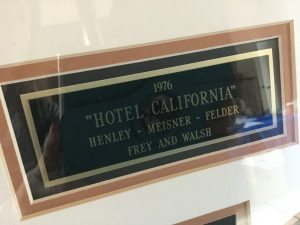 1976
"HOTEL CALIFORNIA"
HENLEY - MEISNER - FELDER
FREY AND WALSH